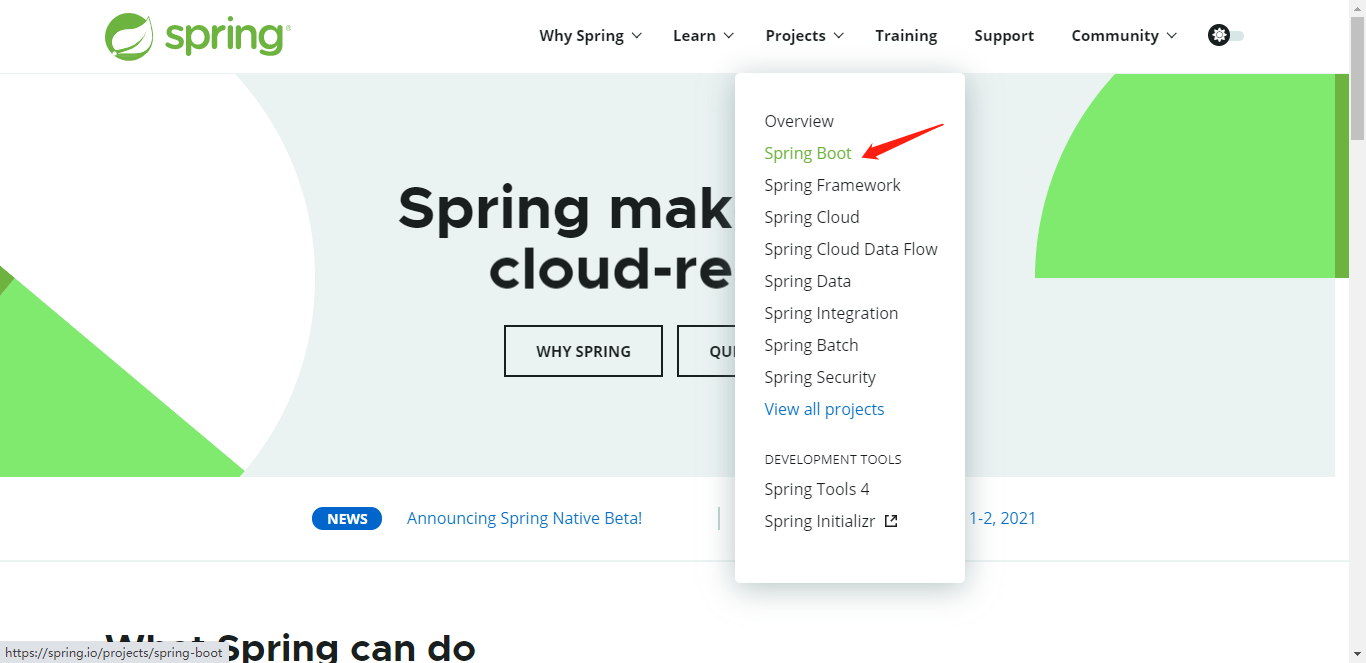 spring
Why Spring
Learn
Projects
Training
Support
Community
Overview
Spring Boot
Spring Framework
Spring Cloud
Spring Cloud Data Flow
Spring Data
Spring Integration
Spring Batch
Spring Security
View all projects
DEVELOPMENT TOOLS
Spring Tools 4
Spring Initializr
Spring mak
cloud-re
WHY SPRING
QUI
NEWS
Announcing Spring Native Beta!
1-2, 2021
What Spring can do
https://spring.io/projects/spring-boot